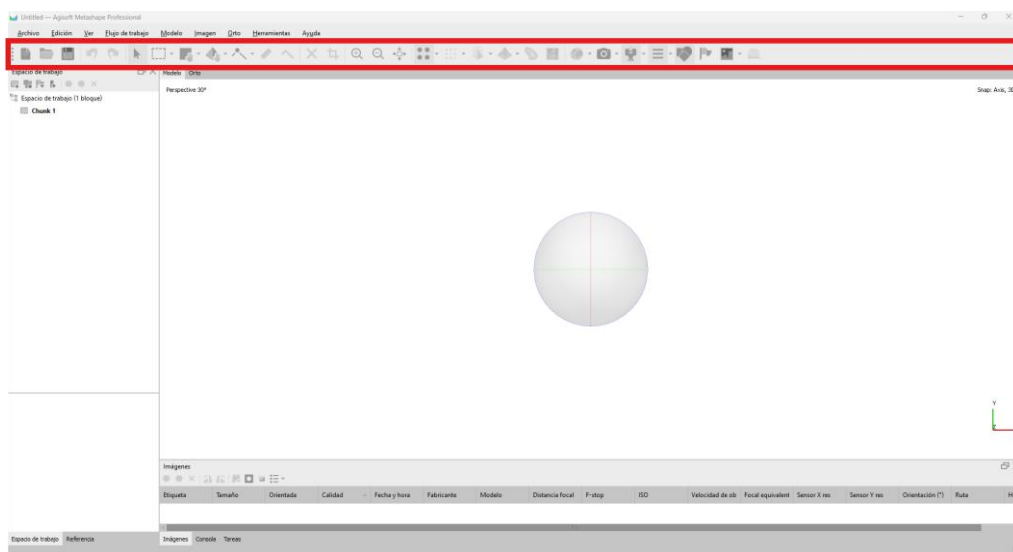 Untitled — Agisoft Metashape Professional
Archivo Edición Ver Flujo de trabajo Modelo Imagen Orto Herramientas Ayuda
Espacio de trabajo
Modelo Orto
Perspective 30°
Snap: Axis, 3D
Espacio de trabajo (1 bloque)
Chunk 1
Y
Imágenes
Etiqueta Tamaño Orientada Calidad Fecha y hora Fabricante Modelo Distancia focal F-stop ISO Velocidad de ob Focal equivalent Sensor X res Sensor Y res Orientación (°) Ruta
Espacio de trabajo Referencia
Imágenes Consola Tareas